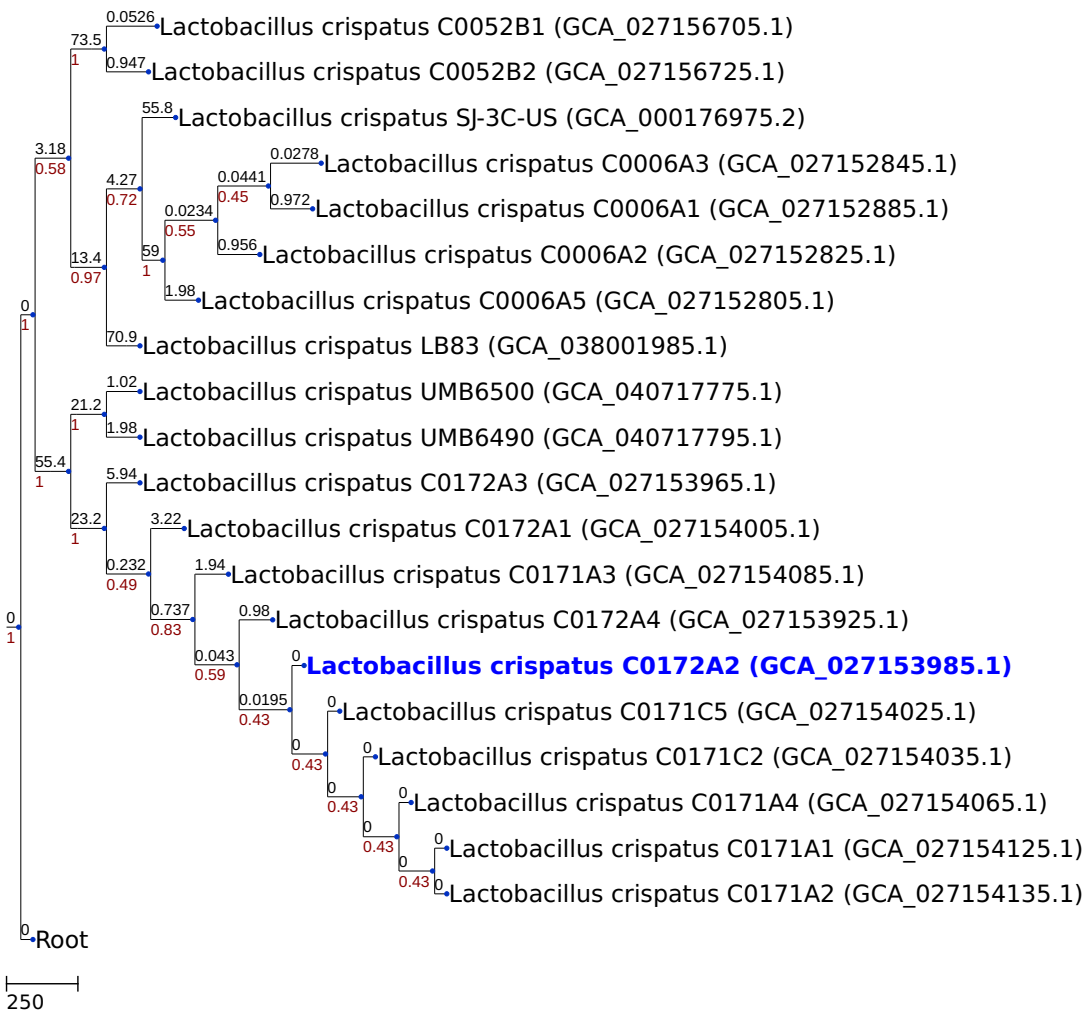 0.0526
Lactobacillus crispatus C0052B1 (GCA_027156705.1)
73.5
1
0.947
Lactobacillus crispatus C0052B2 (GCA_027156725.1)
55.8
Lactobacillus crispatus SJ-3C-US (GCA_000176975.2)
3.18
0.58
0.0278
Lactobacillus crispatus C0006A3 (GCA_027152845.1)
4.27
0.72
0.0441
0.45
0.972
Lactobacillus crispatus C0006A1 (GCA_027152885.1)
0.0234
0.55
0.956
Lactobacillus crispatus C0006A2 (GCA_027152825.1)
13.4
0.97
59
1
1.98
Lactobacillus crispatus C0006A5 (GCA_027152805.1)
0
1
70.9
Lactobacillus crispatus LB83 (GCA_038001985.1)
1.02
Lactobacillus crispatus UMB6500 (GCA_040717775.1)
21.2
1
1.98
Lactobacillus crispatus UMB6490 (GCA_040717795.1)
55.4
1
5.94
Lactobacillus crispatus C0172A3 (GCA_027153965.1)
23.2
1
3.22
Lactobacillus crispatus C0172A1 (GCA_027154005.1)
0.232
0.49
1.94
Lactobacillus crispatus C0171A3 (GCA_027154085.1)
0
1
0.737
0.83
0.98
Lactobacillus crispatus C0172A4 (GCA_027153925.1)
0.043
0.59
0
Lactobacillus crispatus C0172A2 (GCA_027153985.1)
0.0195
0.43
0
Lactobacillus crispatus C0171C5 (GCA_027154025.1)
0
0.43
0
Lactobacillus crispatus C0171C2 (GCA_027154035.1)
0
0.43
0
Lactobacillus crispatus C0171A4 (GCA_027154065.1)
0
0.43
0
Lactobacillus crispatus C0171A1 (GCA_027154125.1)
0
0.43
0
Lactobacillus crispatus C0171A2 (GCA_027154135.1)
0
Root
250